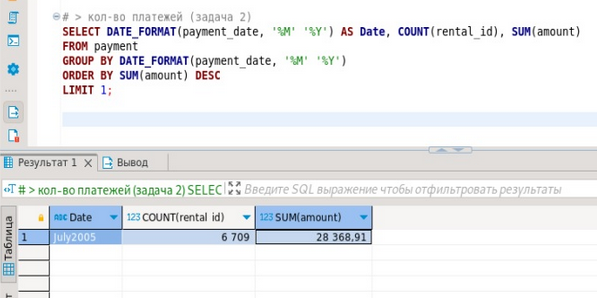 # > кол-во платежей (задача 2)
SELECT DATE_FORMAT(payment_date, '%M' '%Y') AS Date, COUNT(rental_id), SUM(amount)
FROM payment
GROUP BY DATE_FORMAT(payment_date, '%M' '%Y')
ORDER BY SUM(amount) DESC
LIMIT 1;
Результат 1 Вывод
# > кол-во платежей (задача 2) SELEC Введите SQL выражение чтобы отфильтровать результаты
Таблица
ABC Date 123 COUNT(rental_id) 123 SUM(amount)
1 July2005 6 709 28 368,91